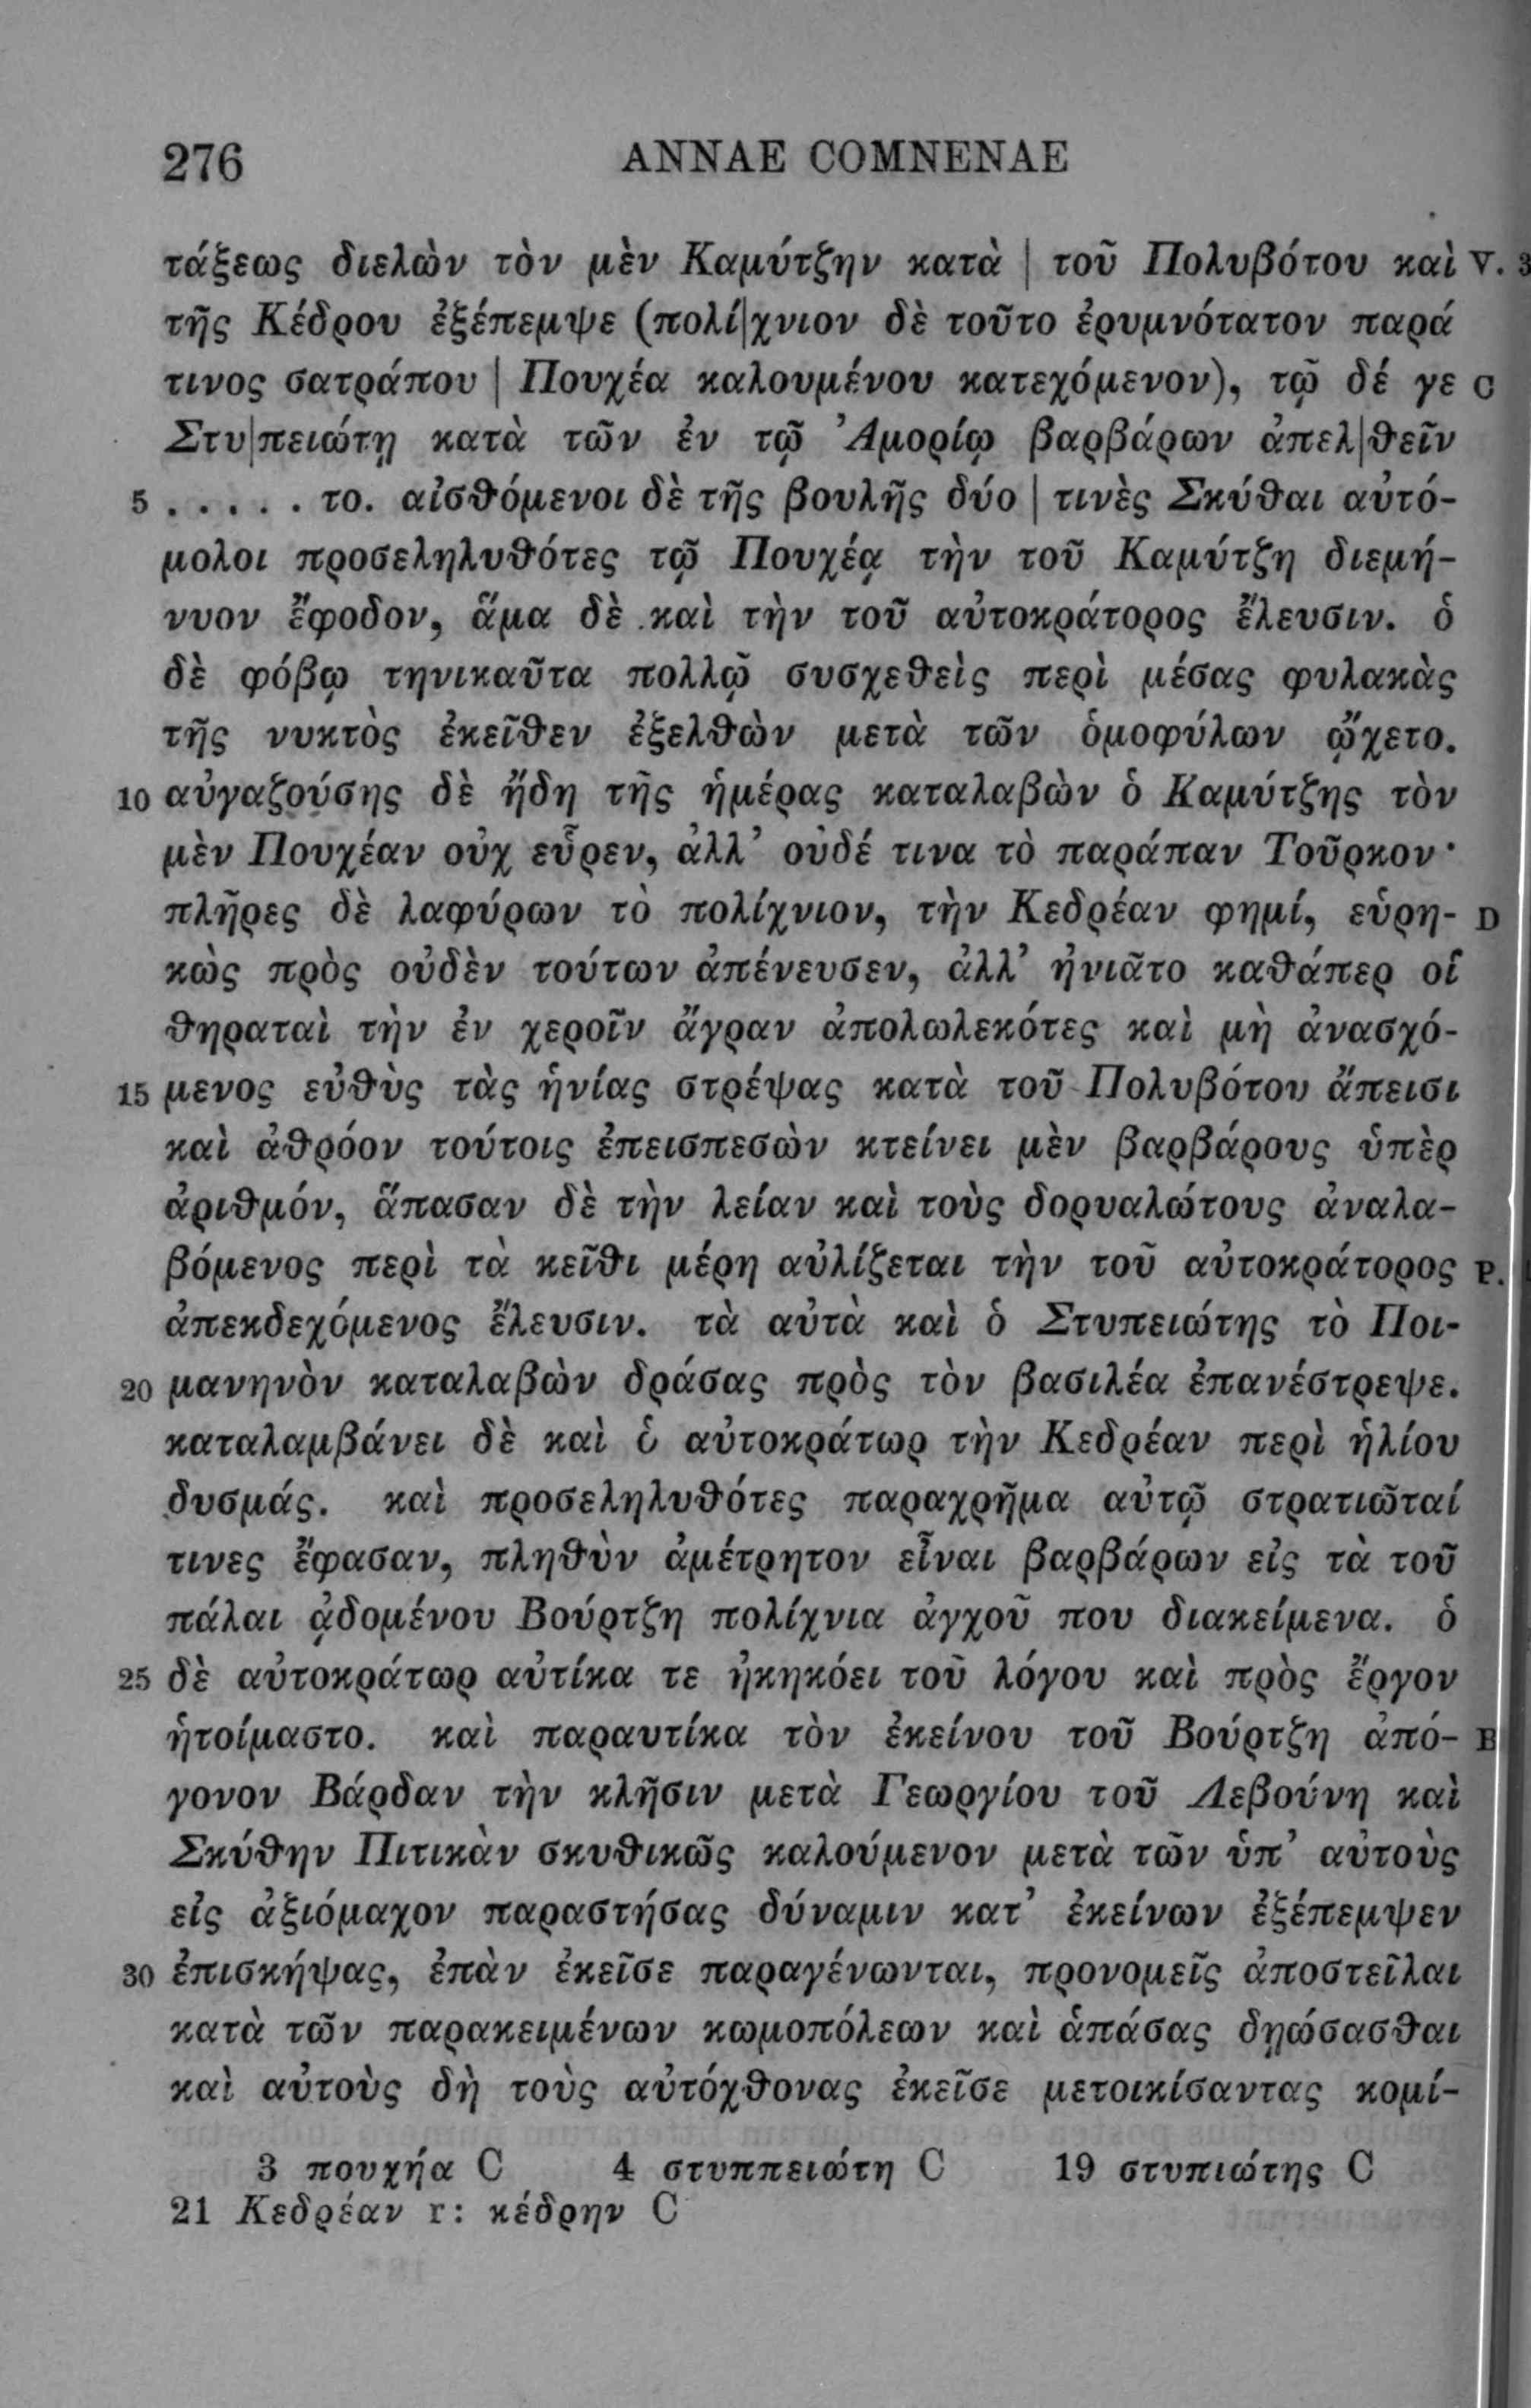 276 ANNAE COMNENAE
τάξεως διελὼν τὸν μὲν Καμύτζην κατὰ | τοῦ Πολυβότου καὶ V. 3
τῆς Κέδρου ἐξέπεμψε (πολί|χνιον δὲ τοῦτο ἐρυμνότατον παρά
τινος σατράπου | Πουχέα καλουμένου κατεχόμενον), τῷ δέ γε C
Στυ|πειώτῃ κατὰ τῶν ἐν τῷ Ἀμορίῳ βαρβάρων ἀπελ|θεῖν
5 . . . . . το. αἰσθόμενοι δὲ τῆς βουλῆς δύο | τινὲς Σκύθαι αὐτό-
μολοι προσεληλυθότες τῷ Πουχέᾳ τὴν τοῦ Καμύτζη διεμή-
νυον ἔφοδον, ἅμα δὲ καὶ τὴν τοῦ αὐτοκράτορος ἔλευσιν. ὁ
δὲ φόβῳ τηνικαῦτα πολλῷ συσχεθεὶς περὶ μέσας φυλακὰς
τῆς νυκτὸς ἐκεῖθεν ἐξελθὼν μετὰ τῶν ὁμοφύλων ᾤχετο.
10 αὐγαζούσης δὲ ἤδη τῆς ἡμέρας καταλαβὼν ὁ Καμύτζης τὸν
μὲν Πουχέαν οὐχ εὗρεν, ἀλλ’ οὐδέ τινα τὸ παράπαν Τοῦρκον·
πλῆρες δὲ λαφύρων τὸ πολίχνιον, τὴν Κεδρέαν φημί, εὑρη- D
κὼς πρὸς οὐδὲν τούτων ἀπένευσεν, ἀλλ’ ἠνιᾶτο καθάπερ οἱ
θηραταὶ τὴν ἐν χεροῖν ἄγραν ἀπολωλεκότες καὶ μὴ ἀνασχό-
15 μενος εὐθὺς τὰς ἡνίας στρέψας κατὰ τοῦ Πολυβότου ἄπεισι
καὶ ἀθρόον τούτοις ἐπεισπεσὼν κτείνει μὲν βαρβάρους ὑπὲρ
ἀριθμόν, ἅπασαν δὲ τὴν λείαν καὶ τοὺς δορυαλώτους ἀναλα-
βόμενος περὶ τὰ κεῖθι μέρη αὐλίζεται τὴν τοῦ αὐτοκράτορος P.
ἀπεκδεχόμενος ἔλευσιν. τὰ αὐτὰ καὶ ὁ Στυπειώτης τὸ Ποι-
20 μανηνὸν καταλαβὼν δράσας πρὸς τὸν βασιλέα ἐπανέστρεψε.
καταλαμβάνει δὲ καὶ ὁ αὐτοκράτωρ τὴν Κεδρέαν περὶ ἡλίου
δυσμάς. καὶ προσεληλυθότες παραχρῆμα αὐτῷ στρατιῶταί
τινες ἔφασαν, πληθὺν ἀμέτρητον εἶναι βαρβάρων εἰς τὰ τοῦ
πάλαι ᾀδομένου Βούρτζη πολίχνια ἀγχοῦ που διακείμενα. ὁ
25 δὲ αὐτοκράτωρ αὐτίκα τε ἠκηκόει τοῦ λόγου καὶ πρὸς ἔργον
ἡτοίμαστο. καὶ παραυτίκα τὸν ἐκείνου τοῦ Βούρτζη ἀπό- B
γονον Βάρδαν τὴν κλῆσιν μετὰ Γεωργίου τοῦ Λεβούνη καὶ
Σκύθην Πιτικὰν σκυθικῶς καλούμενον μετὰ τῶν ὑπ’ αὐτοὺς
εἰς ἀξιόμαχον παραστήσας δύναμιν κατ’ ἐκείνων ἐξέπεμψεν
30 ἐπισκήψας, ἐπὰν ἐκεῖσε παραγένωνται, προνομεῖς ἀποστεῖλαι
κατὰ τῶν παρακειμένων κωμοπόλεων καὶ ἁπάσας δῃώσασθαι
καὶ αὐτοὺς δὴ τοὺς αὐτόχθονας ἐκεῖσε μετοικίσαντας κομί-
3 πουχήα C 4 στυππειώτη C 19 στυπιώτης C
21 Κεδρέαν r: κέδρην C